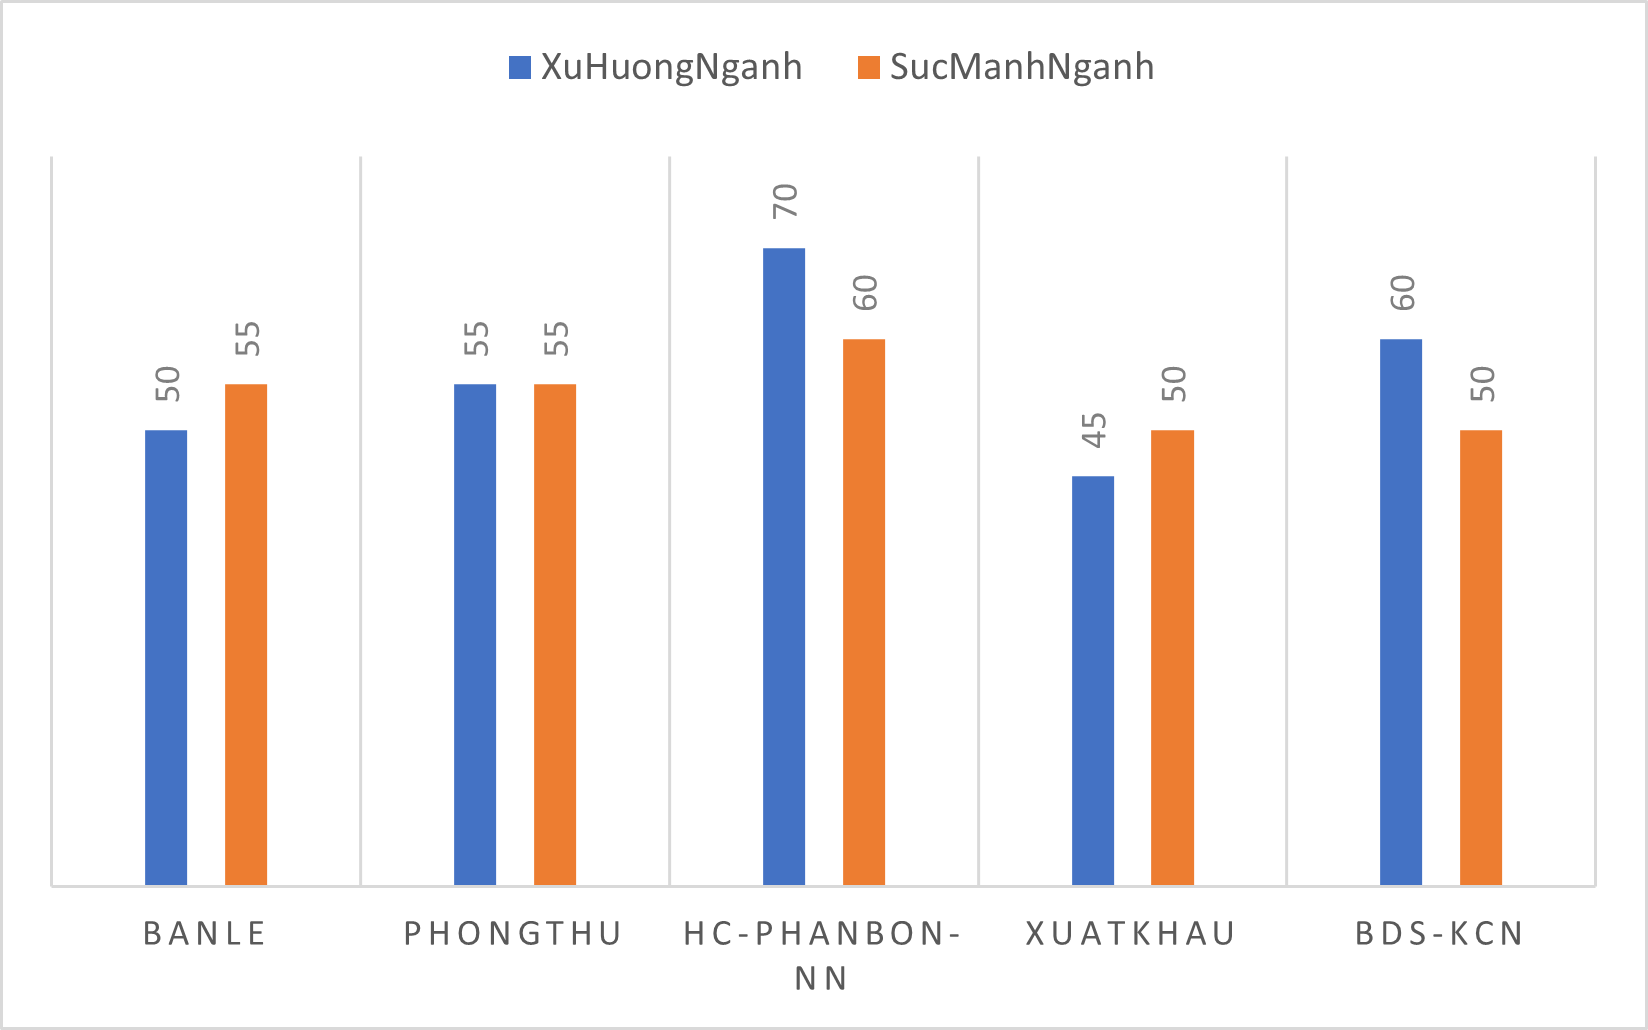 XuHuongNganh SucManhNganh
50 55 55 55 70 60 45 50 60 50
BANLE PHONGTHU HC-PHANBON- XUATKHAU BDS-KCN
NN